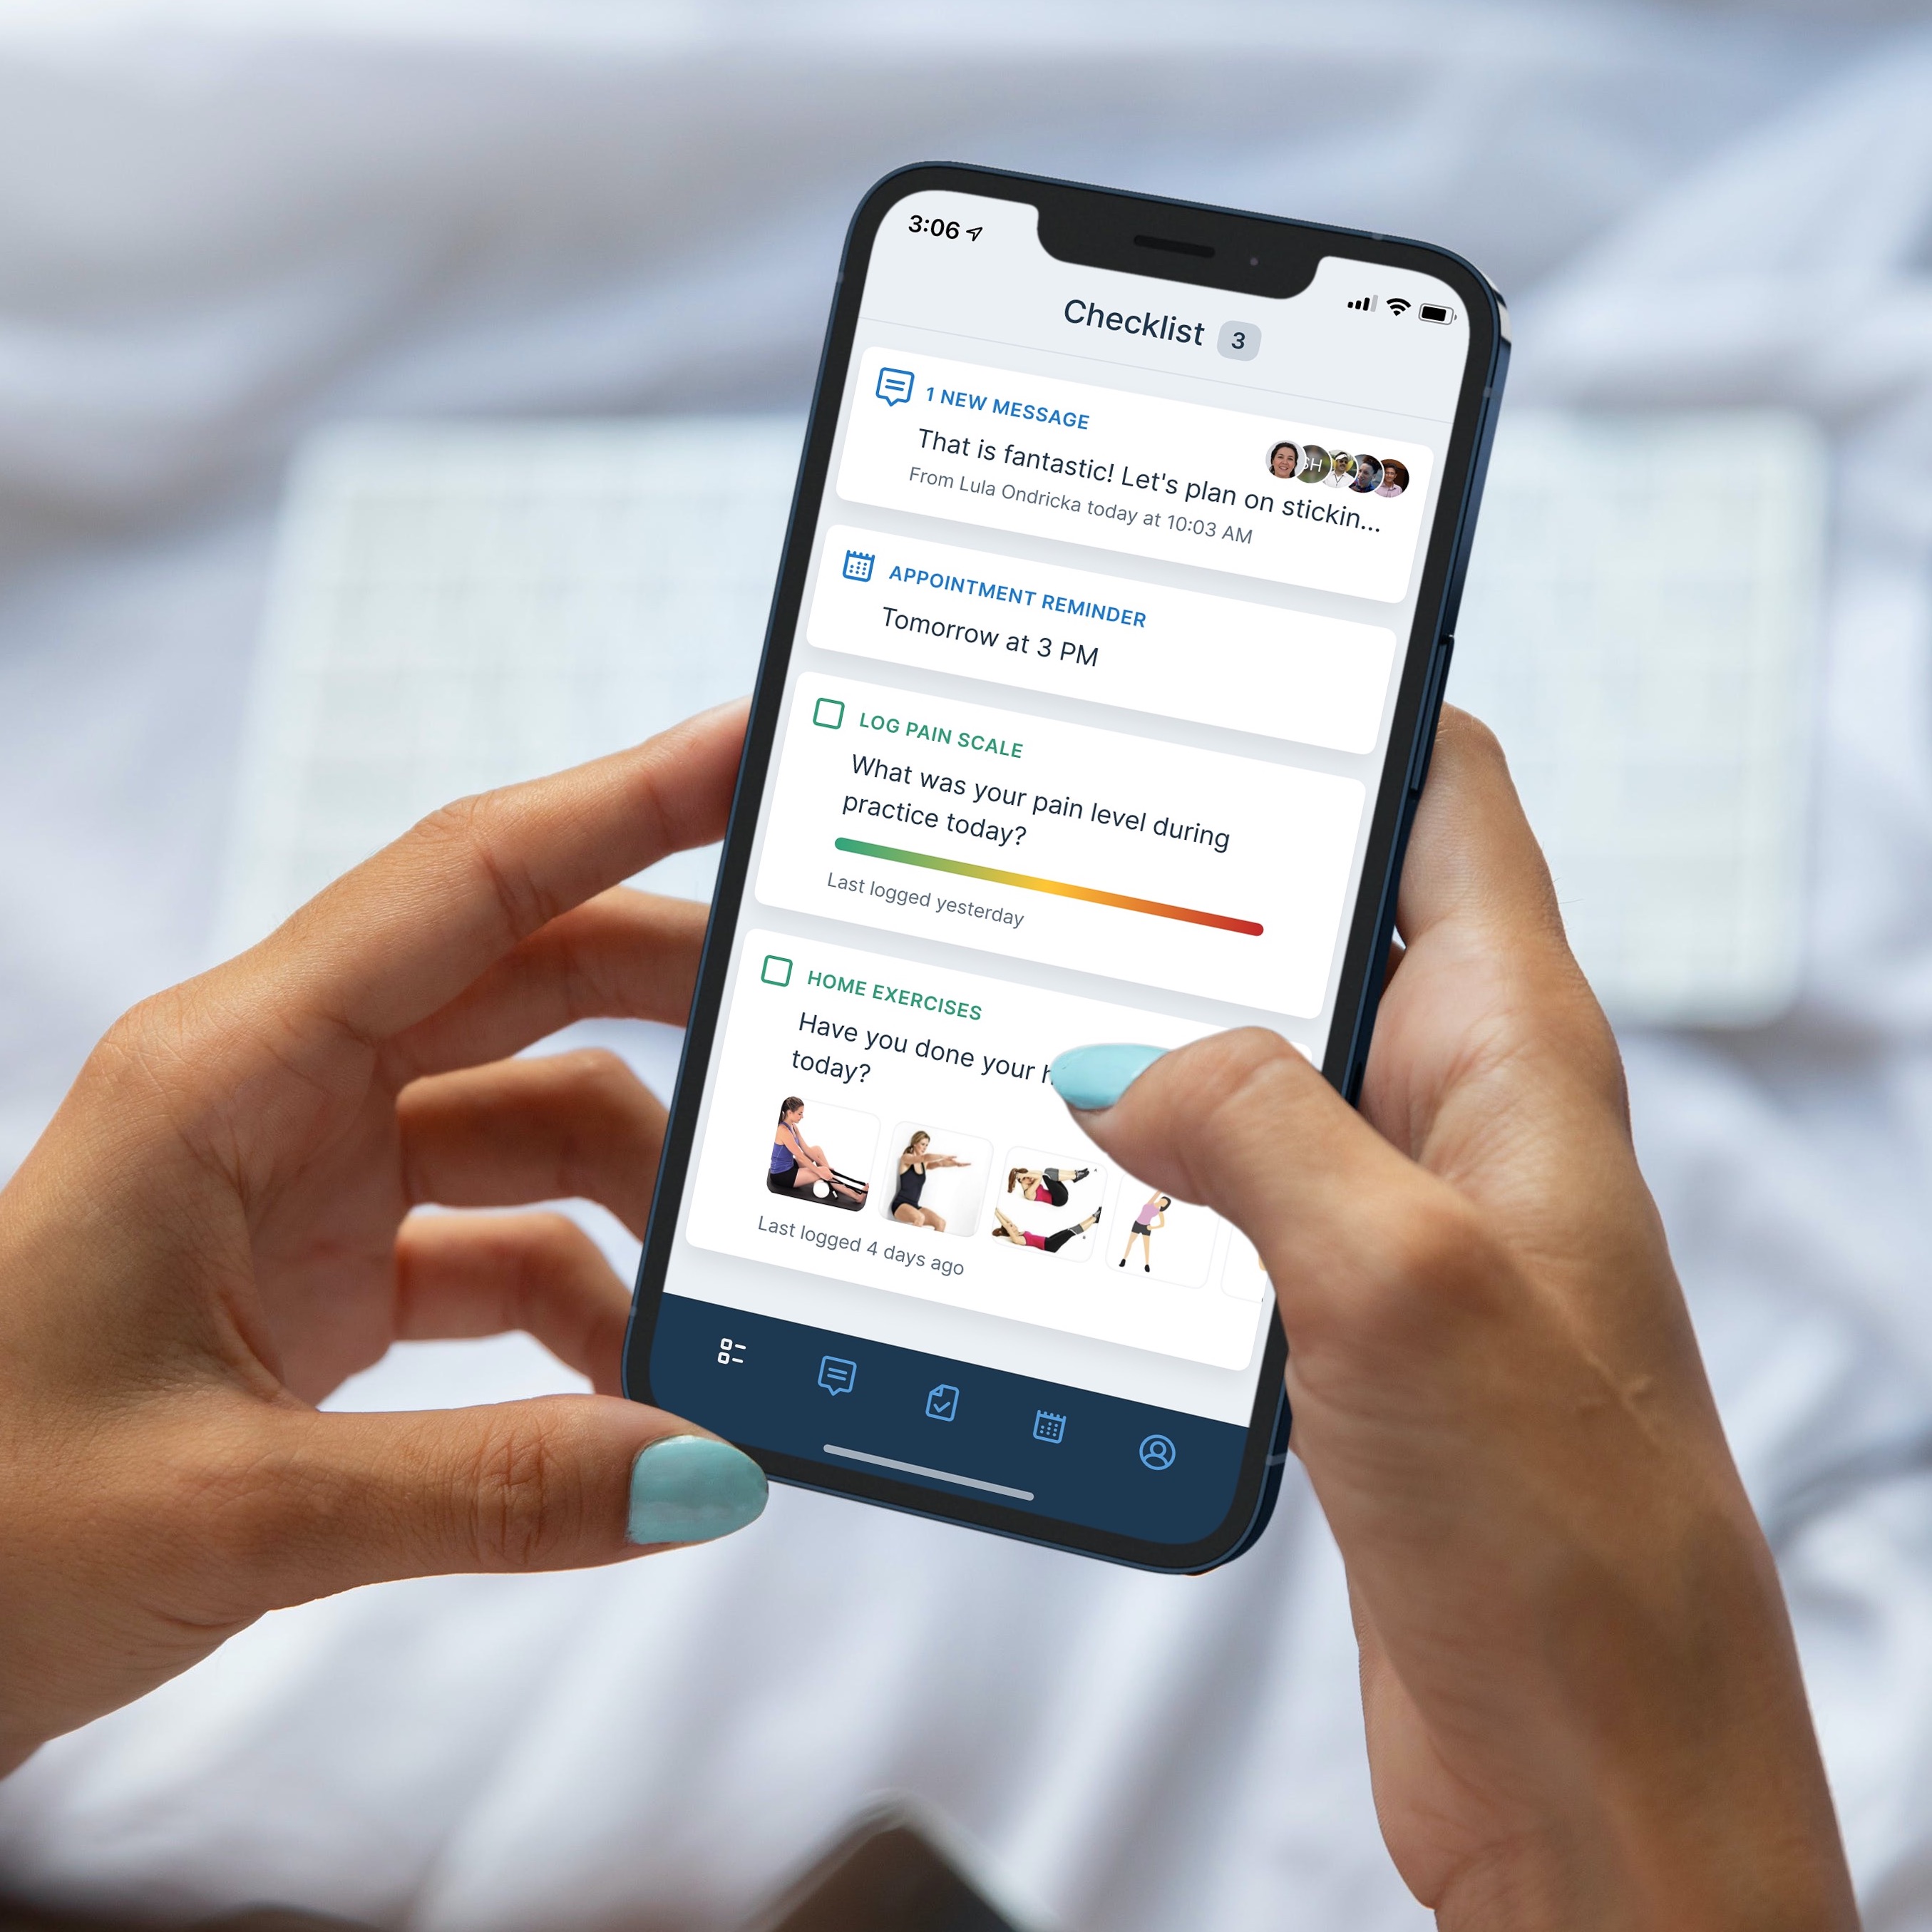 3:06
Checklist 3
1 NEW MESSAGE
That is fantastic! Let's plan on stickin...
SH
From Lula Ondricka today at 10:03 AM
APPOINTMENT REMINDER
Tomorrow at 3 PM
LOG PAIN SCALE
What was your pain level during
practice today?
Last logged yesterday
HOME EXERCISES
Have you done your
today?
Last logged 4 days ago